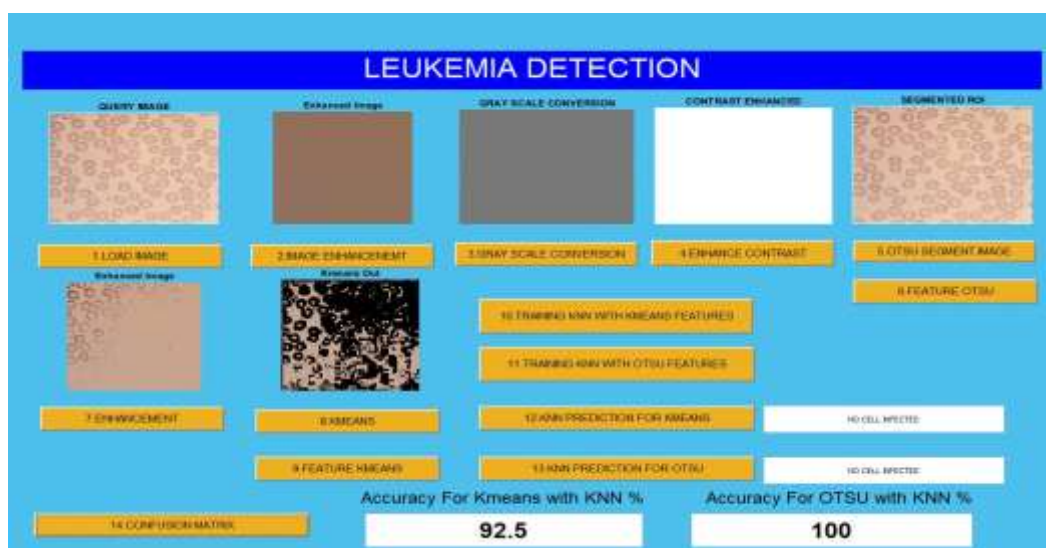 LEUKEMIA DETECTION
QUERY IMAGE
Enhanced Image
GRAY SCALE CONVERSION
CONTRAST ENHANCED
SEGMENTED ROI
1.LOAD IMAGE
2.IMAGE ENHANCEMENT
3.GRAY SCALE CONVERSION
4.ENHANCE CONTRAST
5.OTSU SEGMENT IMAGE
6.FEATURE OTSU
Enhanced Image
Kmeans Out
10.TRAINING KNN WITH KMEANS FEATURES
11.TRAINING KNN WITH OTSU FEATURES
7.ENHANCEMENT
8.KMEANS
12.KNN PREDICTION FOR KMEANS
NO CELL INFECTED
9.FEATURE KMEANS
13.KNN PREDICTION FOR OTSU
NO CELL INFECTED
Accuracy For Kmeans with KNN %
Accuracy For OTSU with KNN %
14.CONFUSION MATRIX
92.5
100